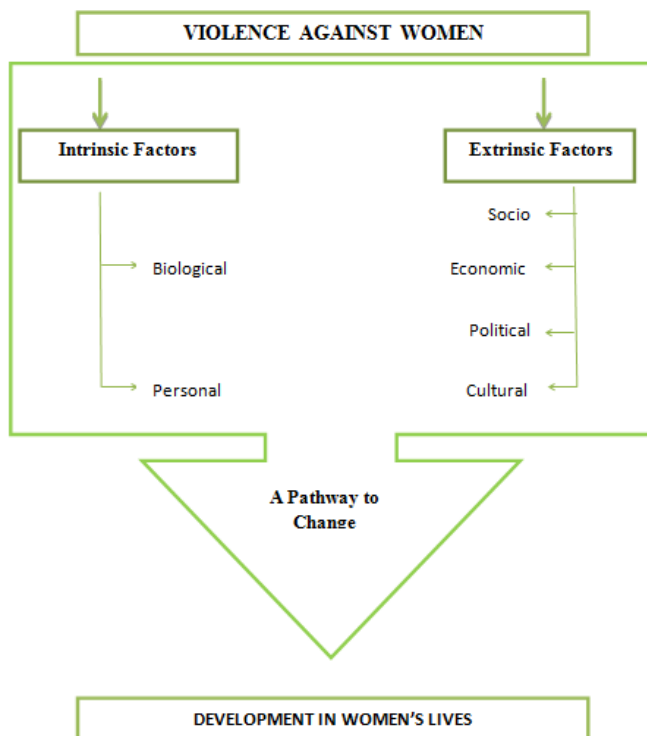 VIOLENCE AGAINST WOMEN
Intrinsic Factors
Extrinsic Factors
Socio
Biological
Economic
Political
Personal
Cultural
A Pathway to
Change
DEVELOPMENT IN WOMEN'S LIVES